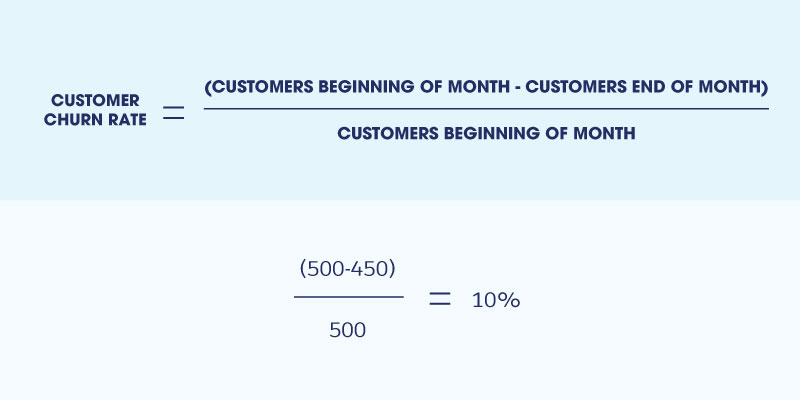 CUSTOMER
CHURN RATE
=
(CUSTOMERS BEGINNING OF MONTH - CUSTOMERS END OF MONTH)
CUSTOMERS BEGINNING OF MONTH
(500-450)
500
= 10%